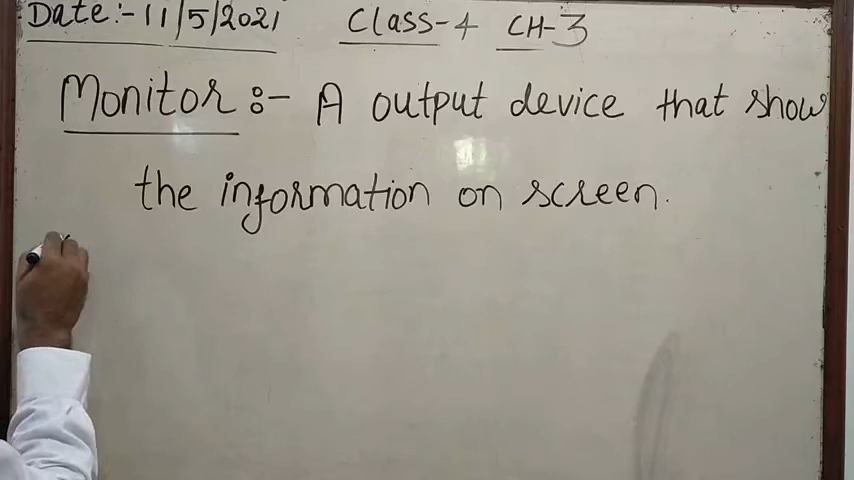 Date:- 11/5/2021 Class-4 CH-3
Monitor :- A output device that show
the information on screen.